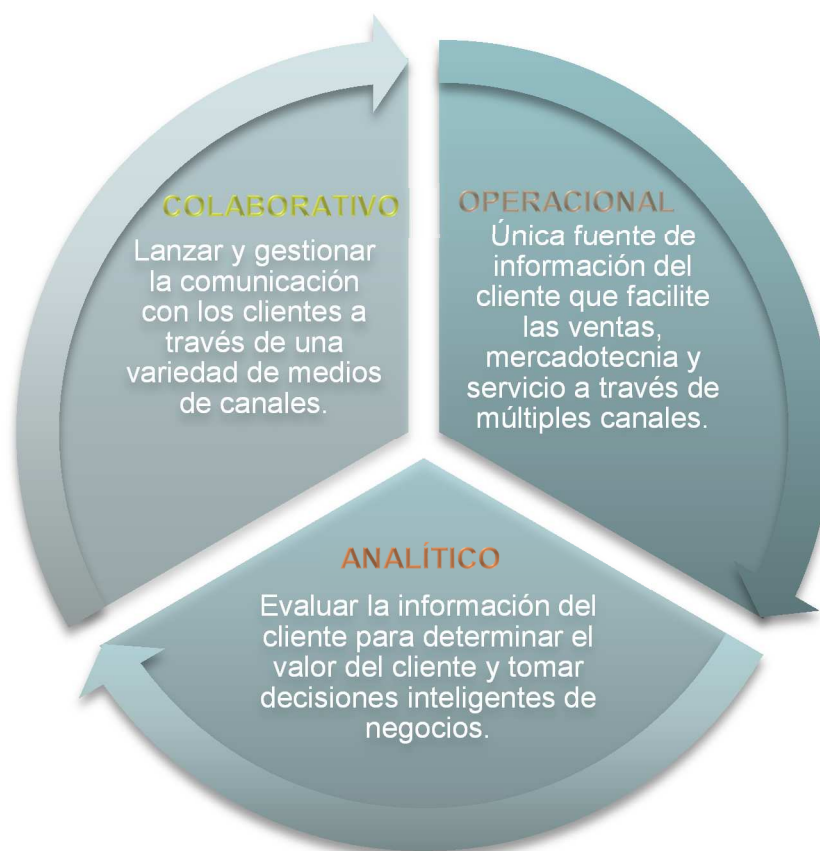 COLABORATIVO
Lanzar y gestionar
la comunicación
con los clientes a
través de una
variedad de medios
de canales.
OPERACIONAL
Única fuente de
información del
cliente que facilite
las ventas,
mercadotecnia y
servicio a través de
múltiples canales.
ANALÍTICO
Evaluar la información del
cliente para determinar el
valor del cliente y tomar
decisiones inteligentes de
negocios.